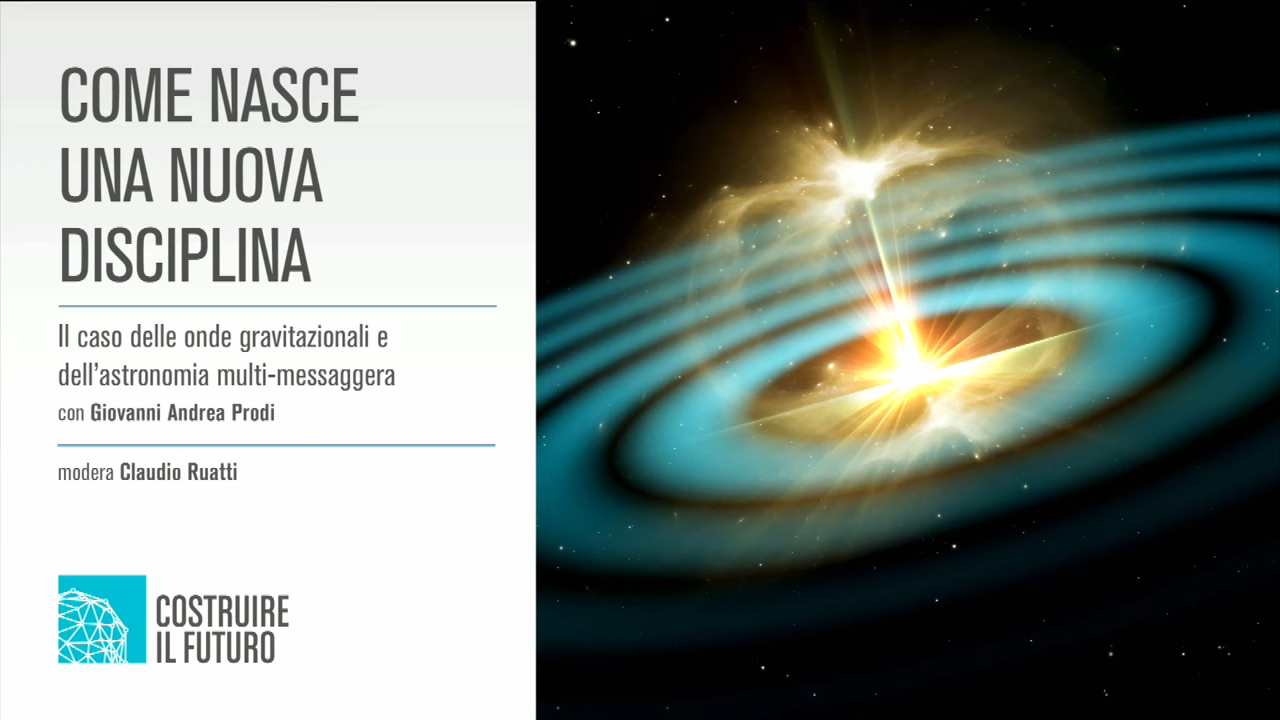 COME NASCE
UNA NUOVA
DISCIPLINA
Il caso delle onde gravitazionali e
dell'astronomia multi-messaggera
con Giovanni Andrea Prodi
modera Claudio Ruatti
COSTRUIRE
IL FUTURO